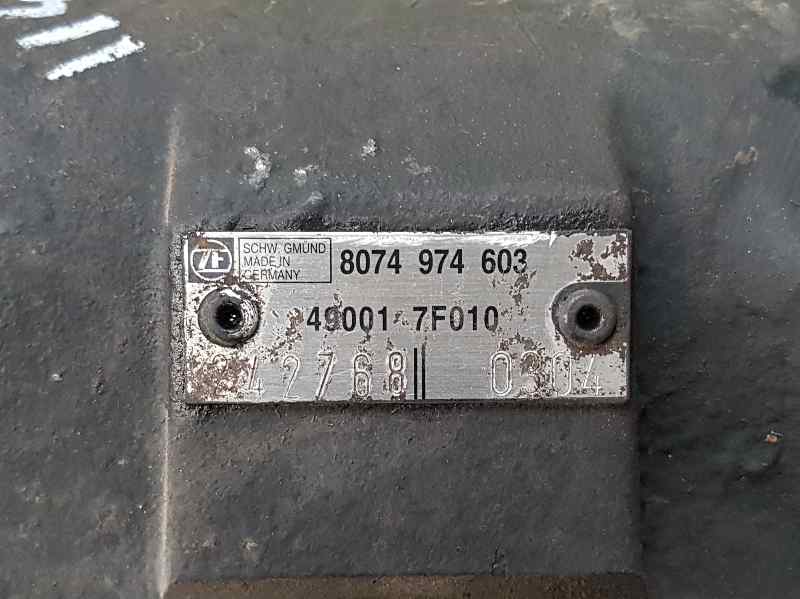 ZF
SCHW. GMÜND
MADE IN
GERMANY
8074 974 603
49001 7F010
42768 0304